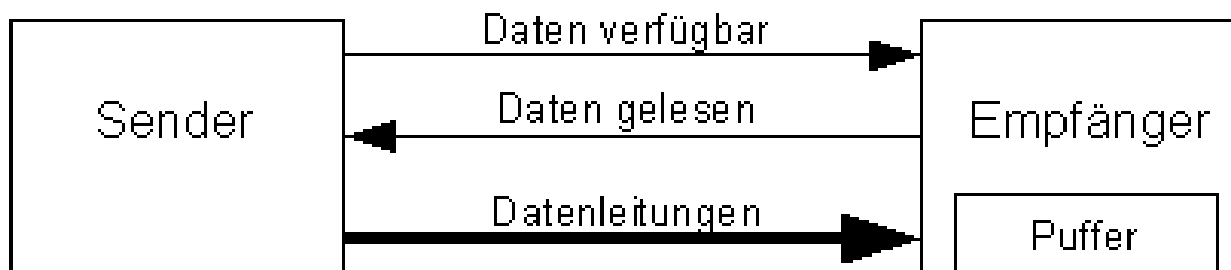 Daten verfügbar
Sender
Daten gelesen
Empfänger
Datenleitungen
Puffer